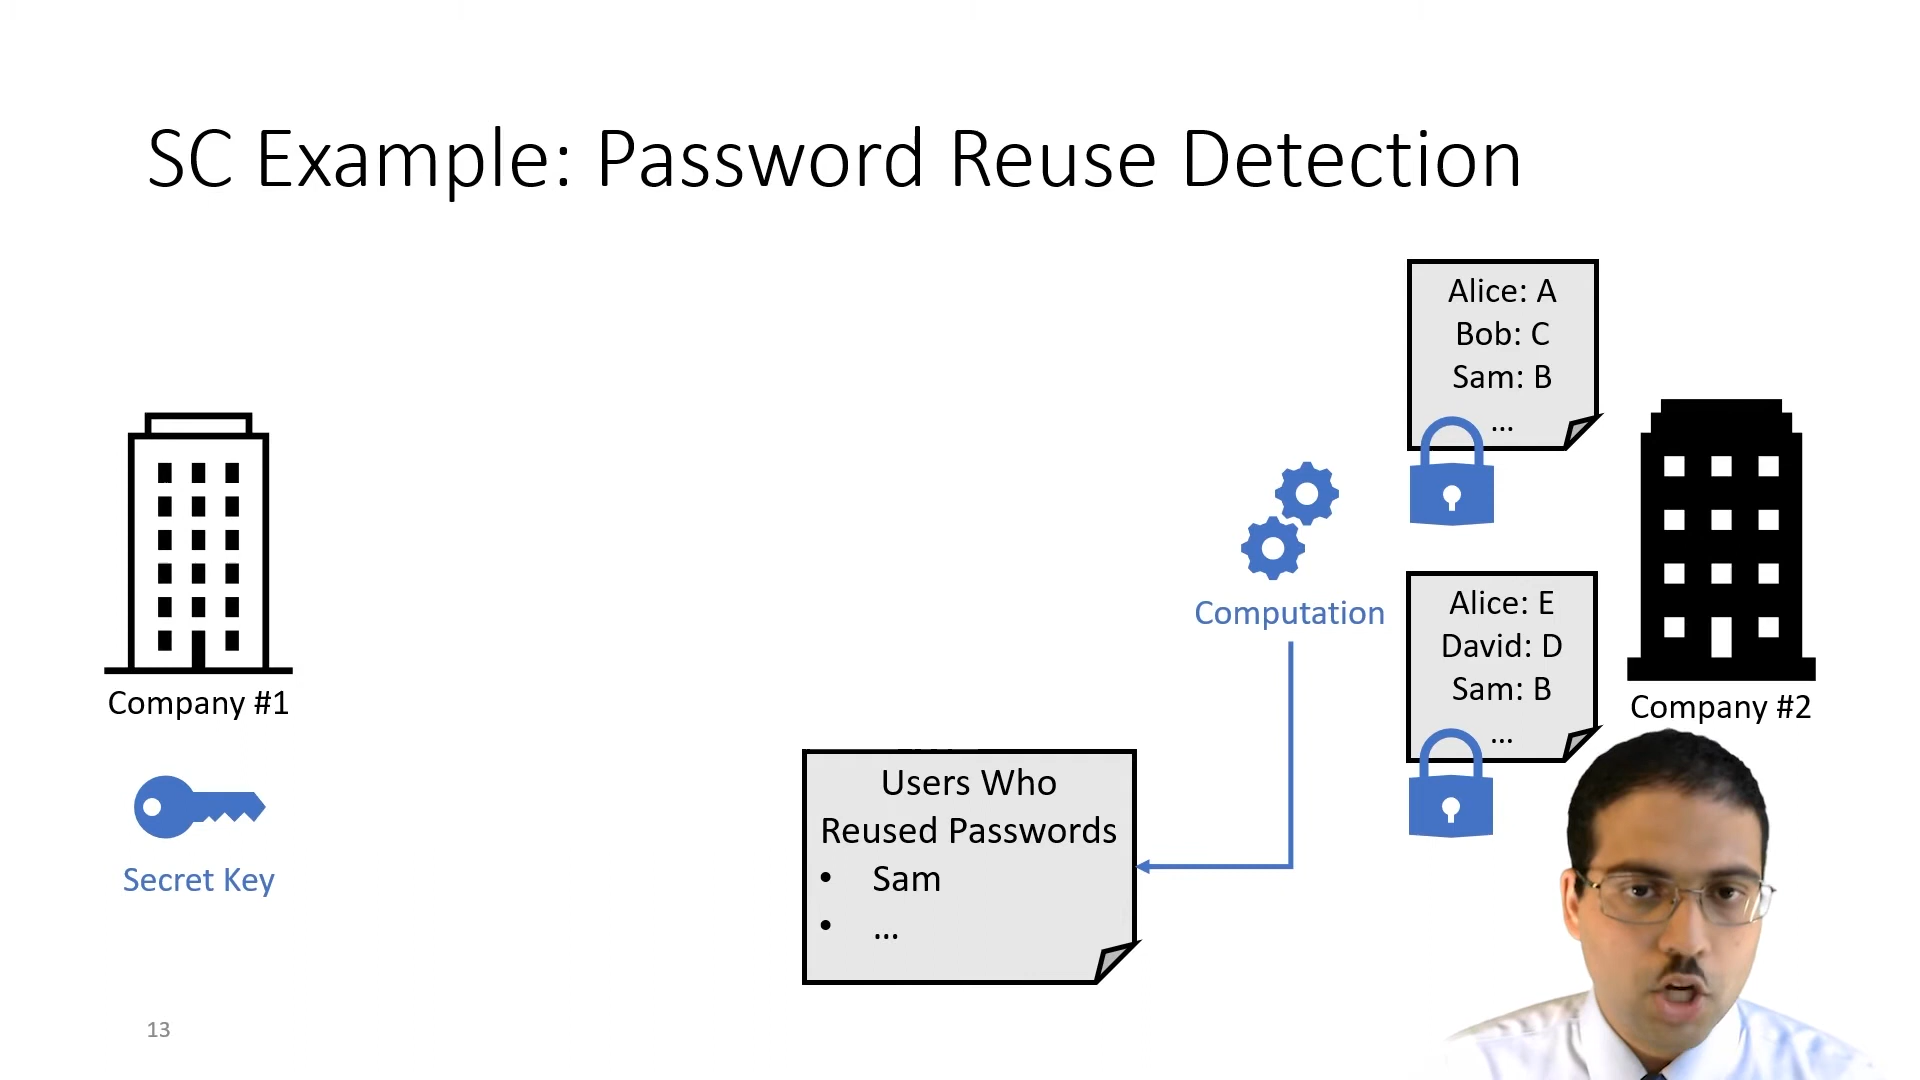 SC Example: Password Reuse Detection
Alice: A
Bob: C
Sam: B
...
Company #1
Secret Key
Computation
Alice: E
David: D
Sam: B
...
Company #2
Users Who
Reused Passwords
• Sam
• ...
13